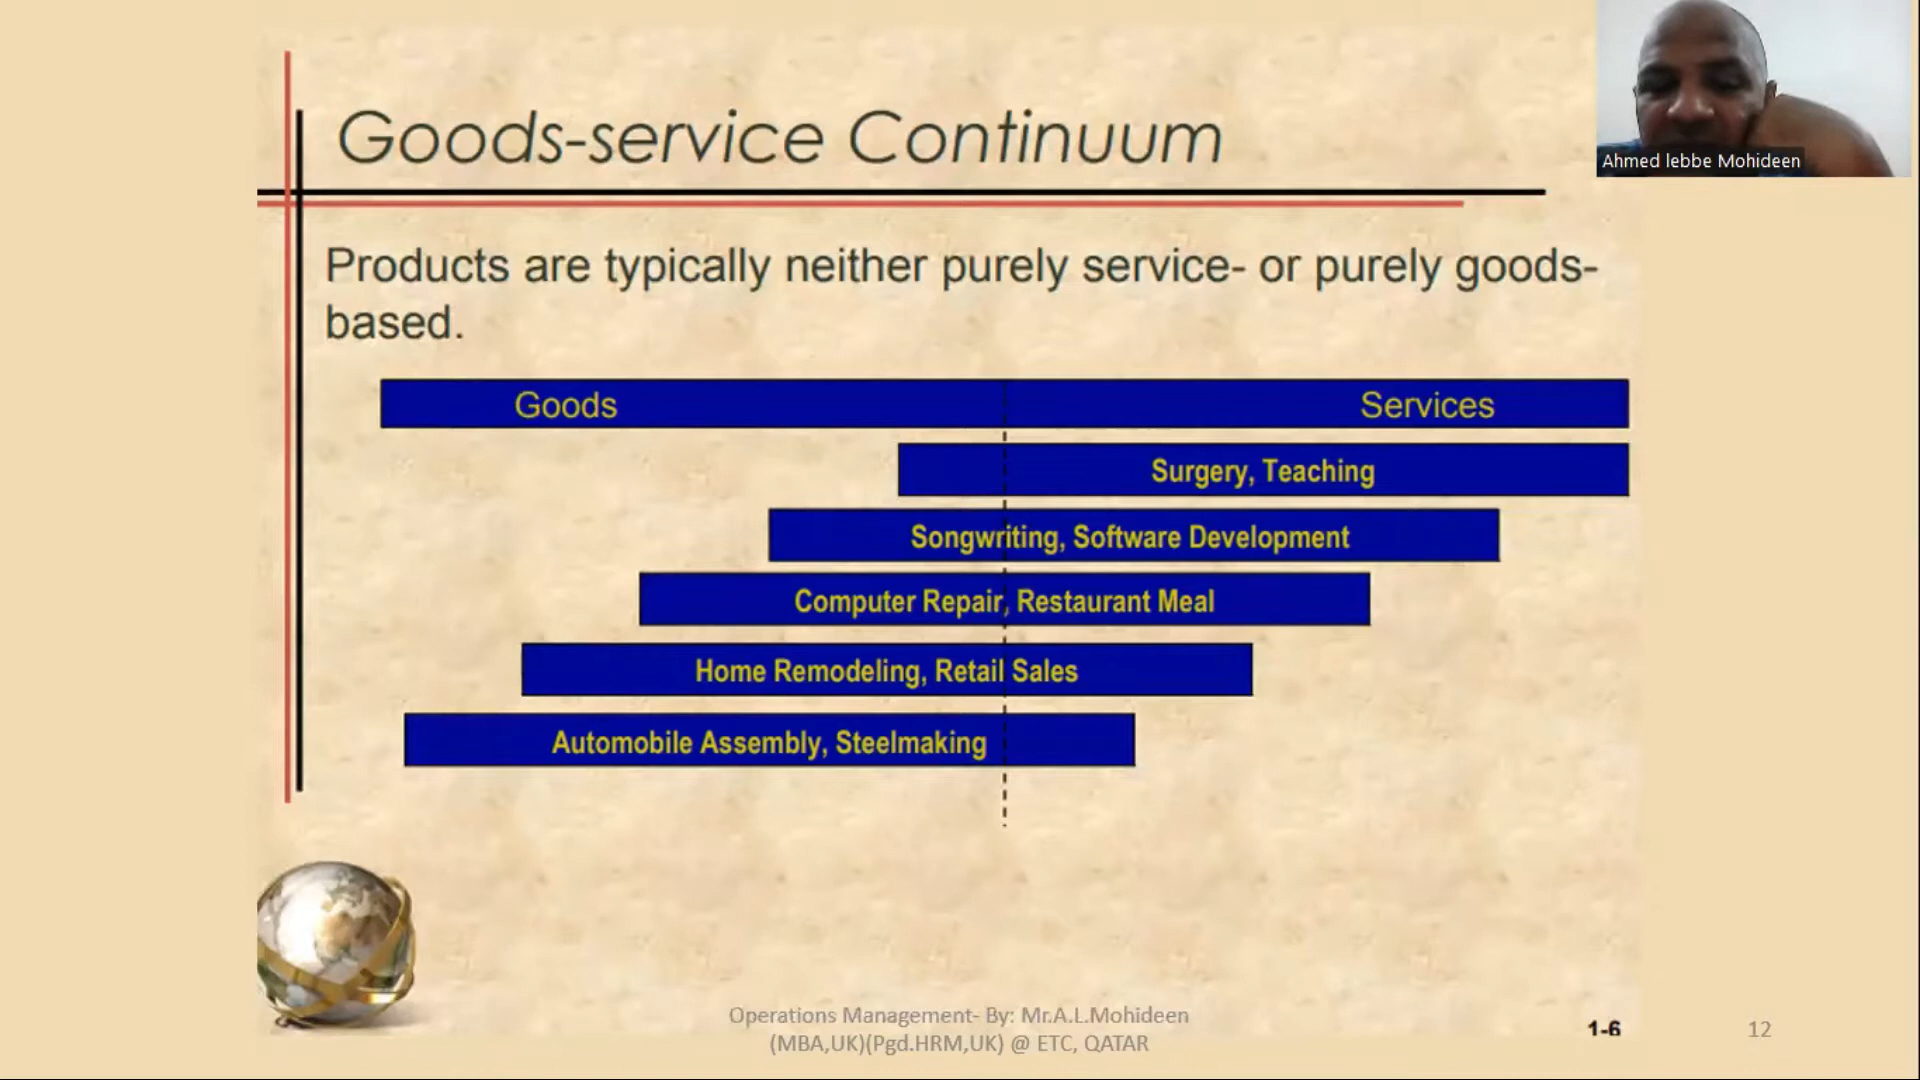 Goods-service Continuum
Ahmed lebbe Mohideen
Products are typically neither purely service- or purely goods-
based.
Goods Services
Surgery, Teaching
Songwriting, Software Development
Computer Repair, Restaurant Meal
Home Remodeling, Retail Sales
Automobile Assembly, Steelmaking
Operations Management- By: Mr.A.L.Mohideen
(MBA,UK)(Pgd.HRM,UK) @ ETC, QATAR
1-6
12